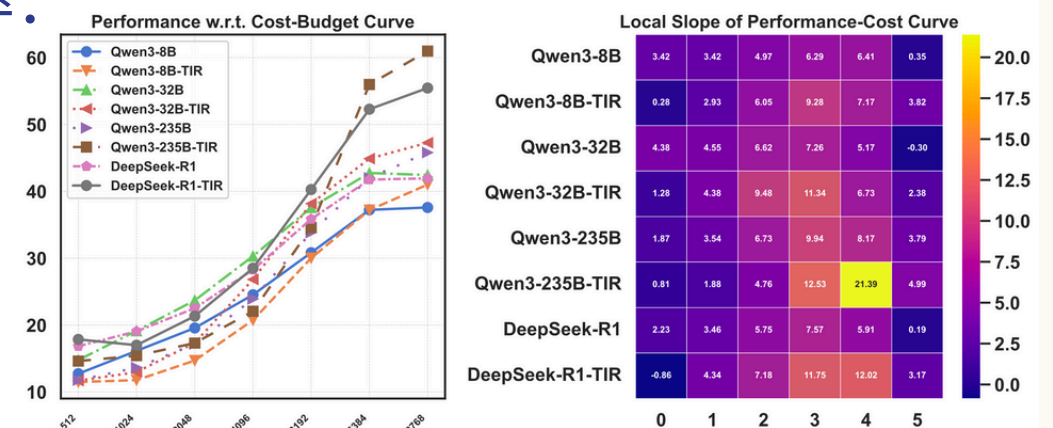 Performance w.r.t. Cost-Budget Curve
60
50
40
30
20
10
Qwen3-8B
Qwen3-8B-TIR
Qwen3-32B
Qwen3-32B-TIR
Qwen3-235B
Qwen3-235B-TIR
DeepSeek-R1
DeepSeek-R1-TIR
512
Local Slope of Performance-Cost Curve
Qwen3-8B 3.42 3.42 4.97 6.29 6.41 0.35
Qwen3-8B-TIR 0.28 2.93 6.05 9.28 7.17 3.82
Qwen3-32B 4.38 4.55 6.62 7.26 5.17 -0.30
Qwen3-32B-TIR 1.28 4.38 9.48 11.34 6.73 2.38
Qwen3-235B 1.87 3.54 6.73 9.94 8.17 3.79
Qwen3-235B-TIR 0.81 1.88 4.76 12.53 21.39 4.99
DeepSeek-R1 2.23 3.46 5.75 7.57 5.91 0.19
DeepSeek-R1-TIR -0.86 4.34 7.18 11.75 12.02 3.17
0 1 2 3 4 5
20.0
17.5
15.0
12.5
10.0
7.5
5.0
2.5
0.0